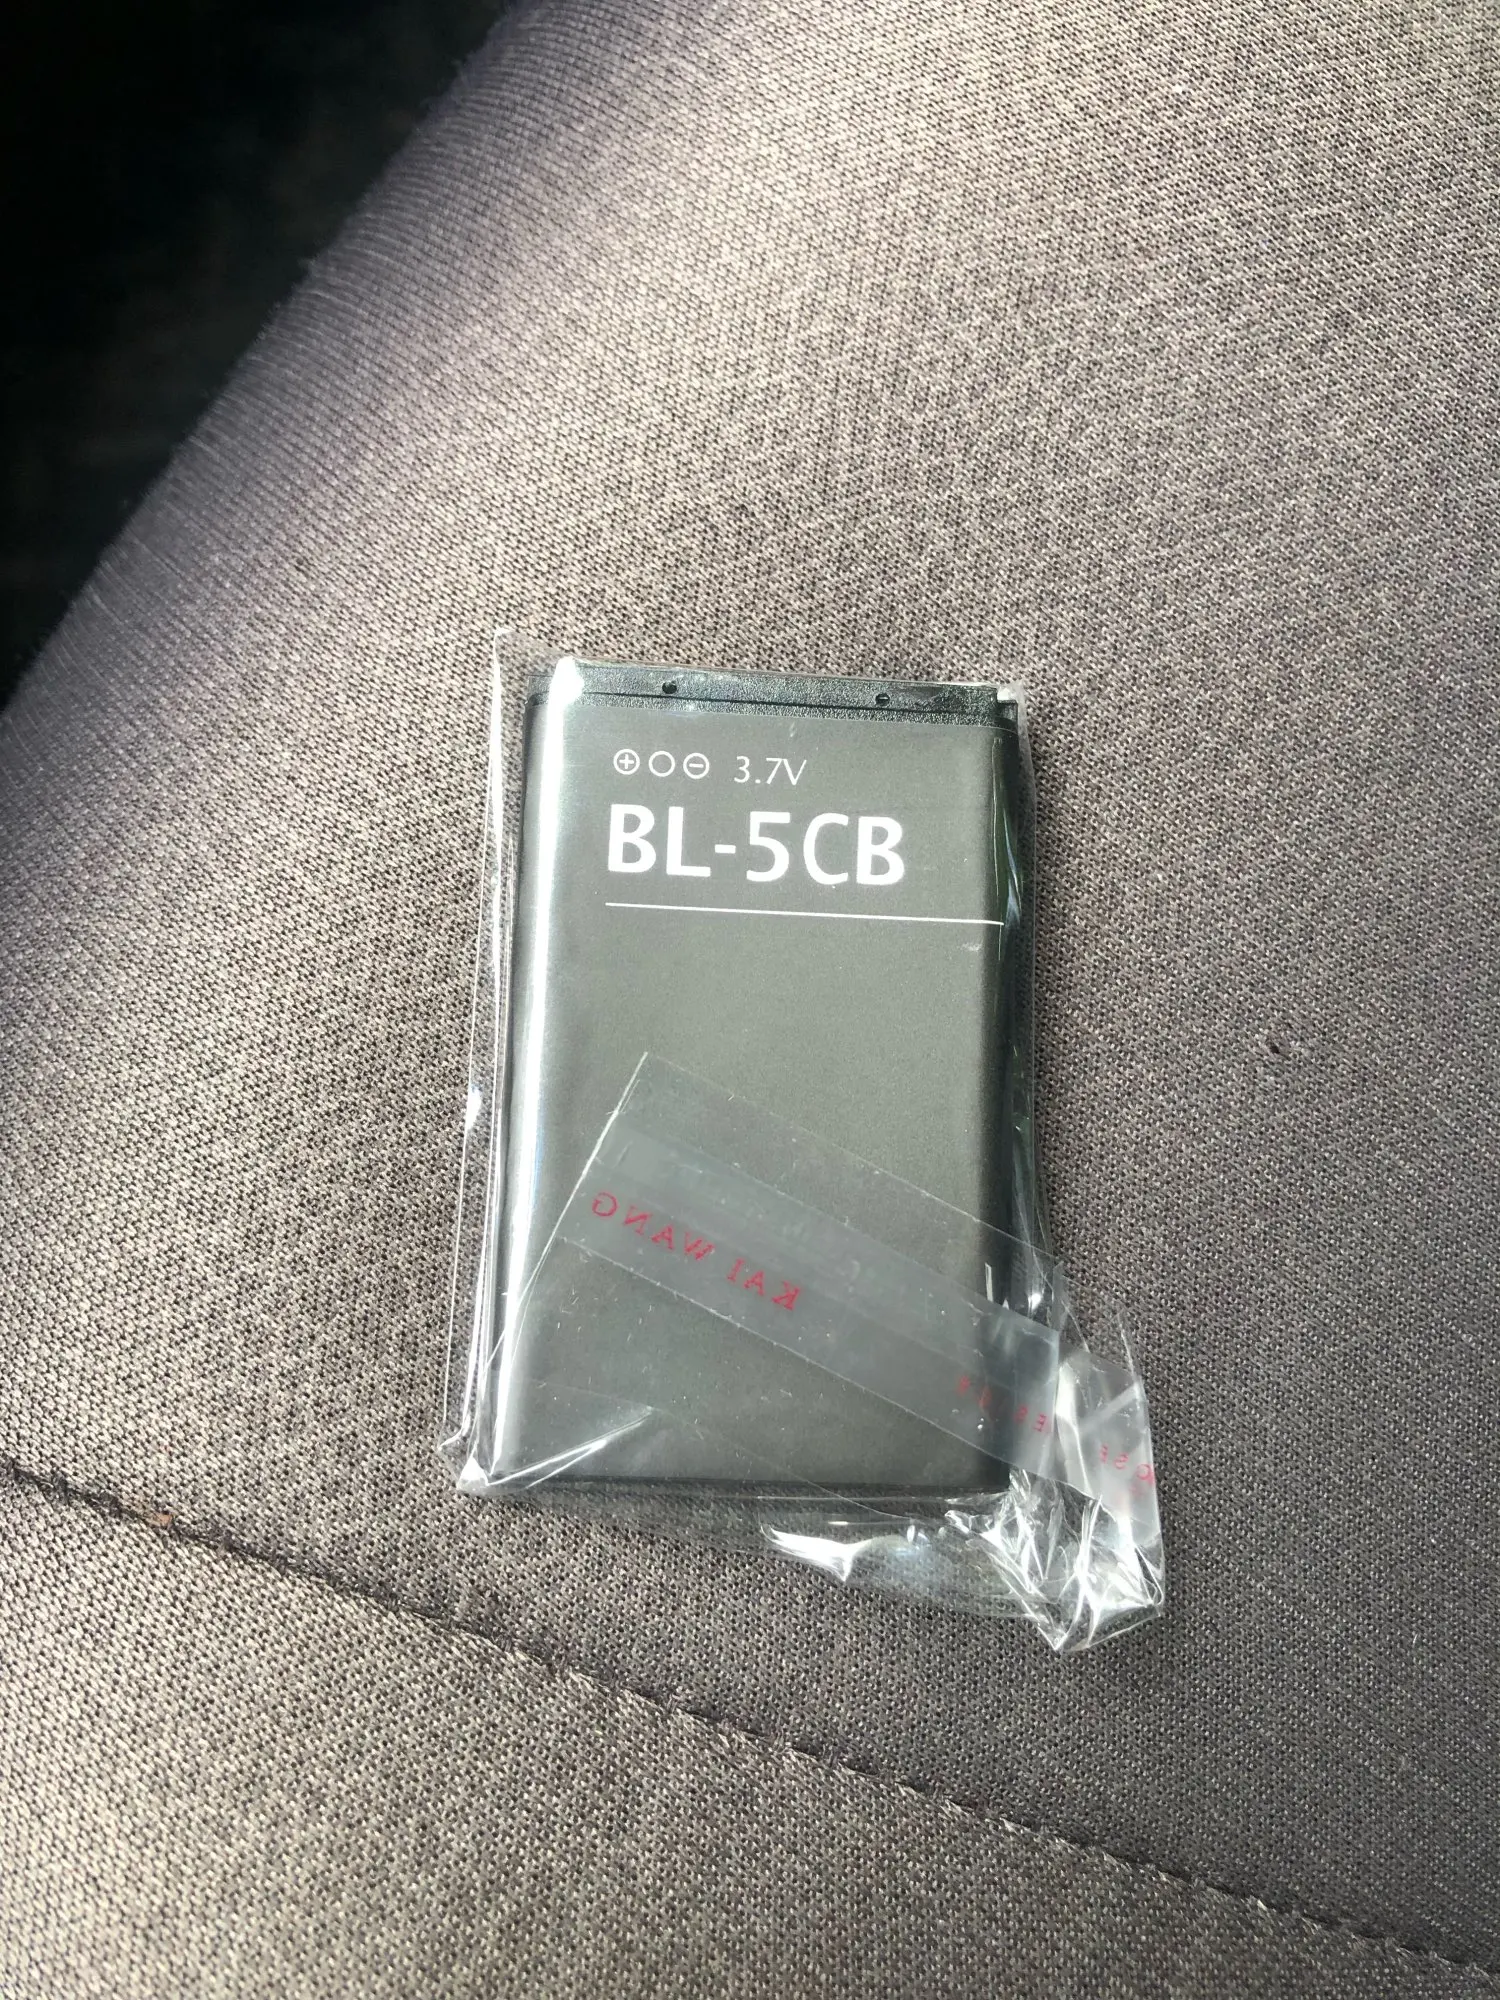 ⊕○⊖ 3.7V
BL-5CB
KAI WANG